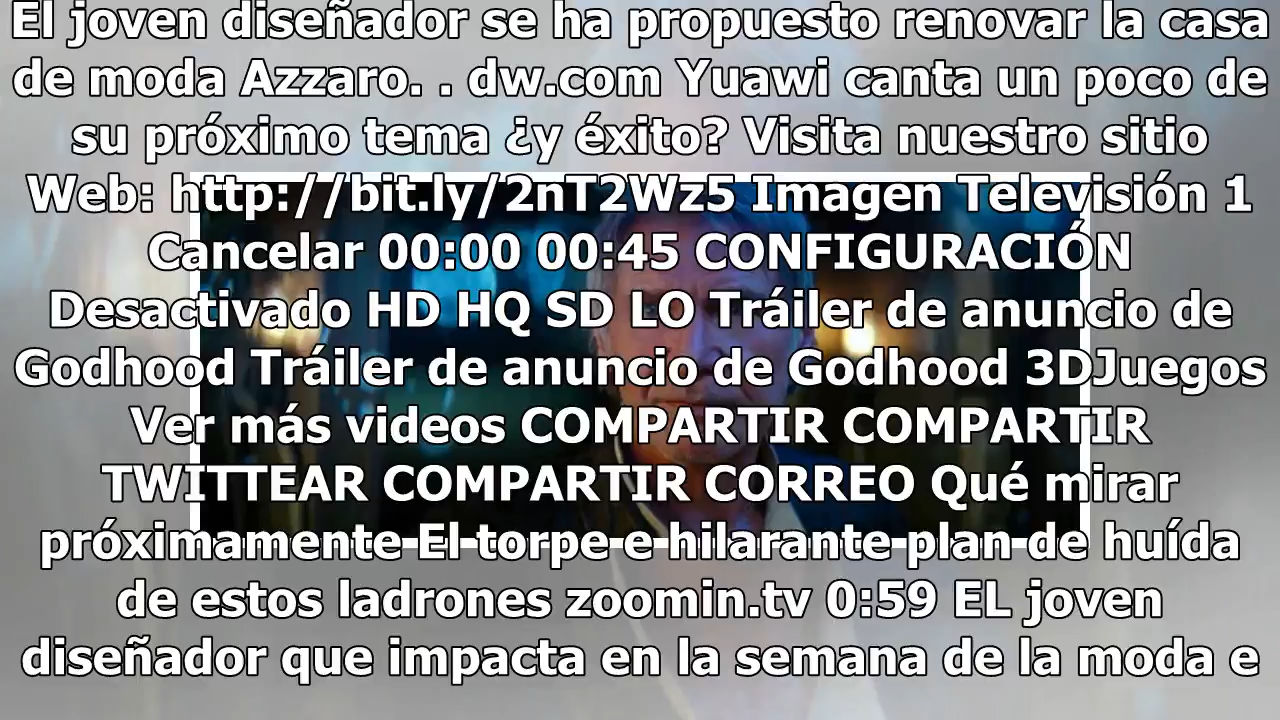 El joven diseñador se ha propuesto renovar la casa
de moda Azzaro. . dw.com Yuawi canta un poco de
su próximo tema ¿y éxito? Visita nuestro sitio
Web: http://bit.ly/2nT2Wz5 Imagen Televisión 1
Cancelar 00:00 00:45 CONFIGURACIÓN
Desactivado HD HQ SD LO Tráiler de anuncio de
Godhood Tráiler de anuncio de Godhood 3DJuegos
Ver más videos COMPARTIR COMPARTIR
TWITTEAR COMPARTIR CORREO Qué mirar
próximamente El torpe e hilarante plan de huída
de estos ladrones zoomin.tv 0:59 EL joven
diseñador que impacta en la semana de la moda e